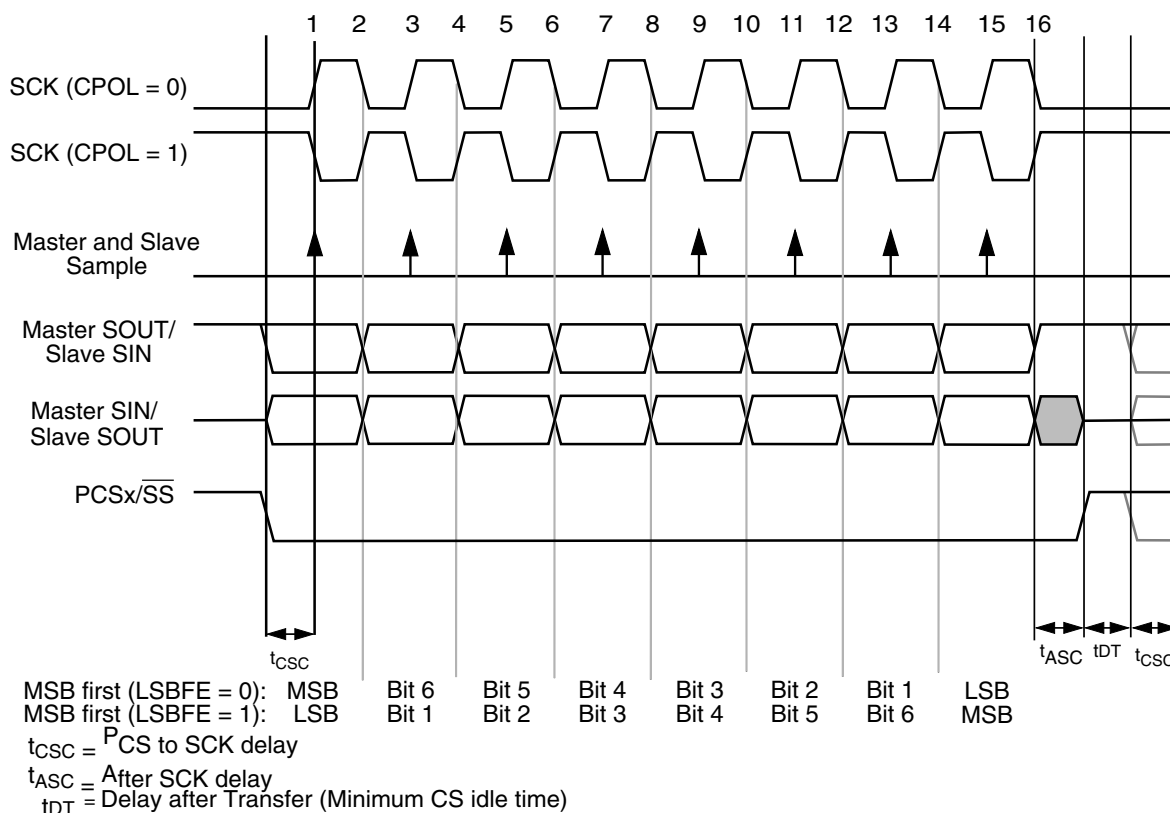 1 2 3 4 5 6 7 8 9 10 11 12 13 14 15 16
SCK (CPOL = 0)
SCK (CPOL = 1)
Master and Slave
Sample
Master SOUT/
Slave SIN
Master SIN/
Slave SOUT
PCSx/SS
tCSC tASC tDT tCSC
MSB first (LSBFE = 0): MSB Bit 6 Bit 5 Bit 4 Bit 3 Bit 2 Bit 1 LSB
MSB first (LSBFE = 1): LSB Bit 1 Bit 2 Bit 3 Bit 4 Bit 5 Bit 6 MSB
tCSC = PCS to SCK delay
tASC = After SCK delay
tDT = Delay after Transfer (Minimum CS idle time)